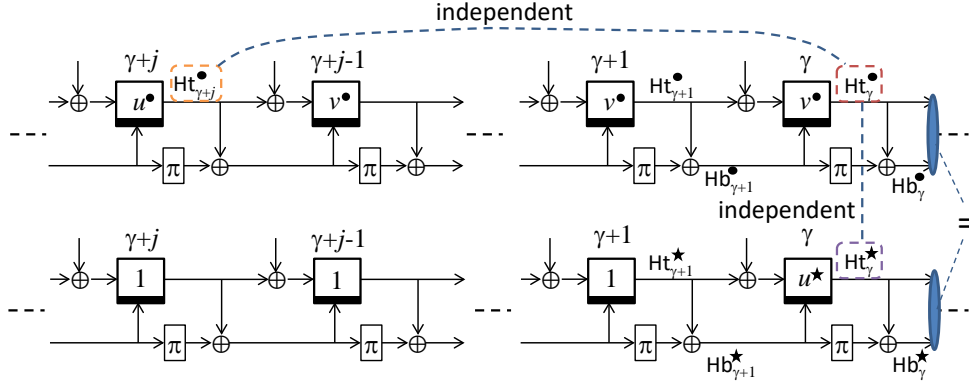 independent
γ+j Ht●γ+j γ+j-1 γ+1 Ht●γ+1 γ Ht●γ
u● v● v● v●
π π π π
Hb●γ+1 Hb●γ
independent =
γ+j γ+j-1 γ+1 Ht★γ+1 γ Ht★γ
1 1 1 u★
π π π π
Hb★γ+1 Hb★γ